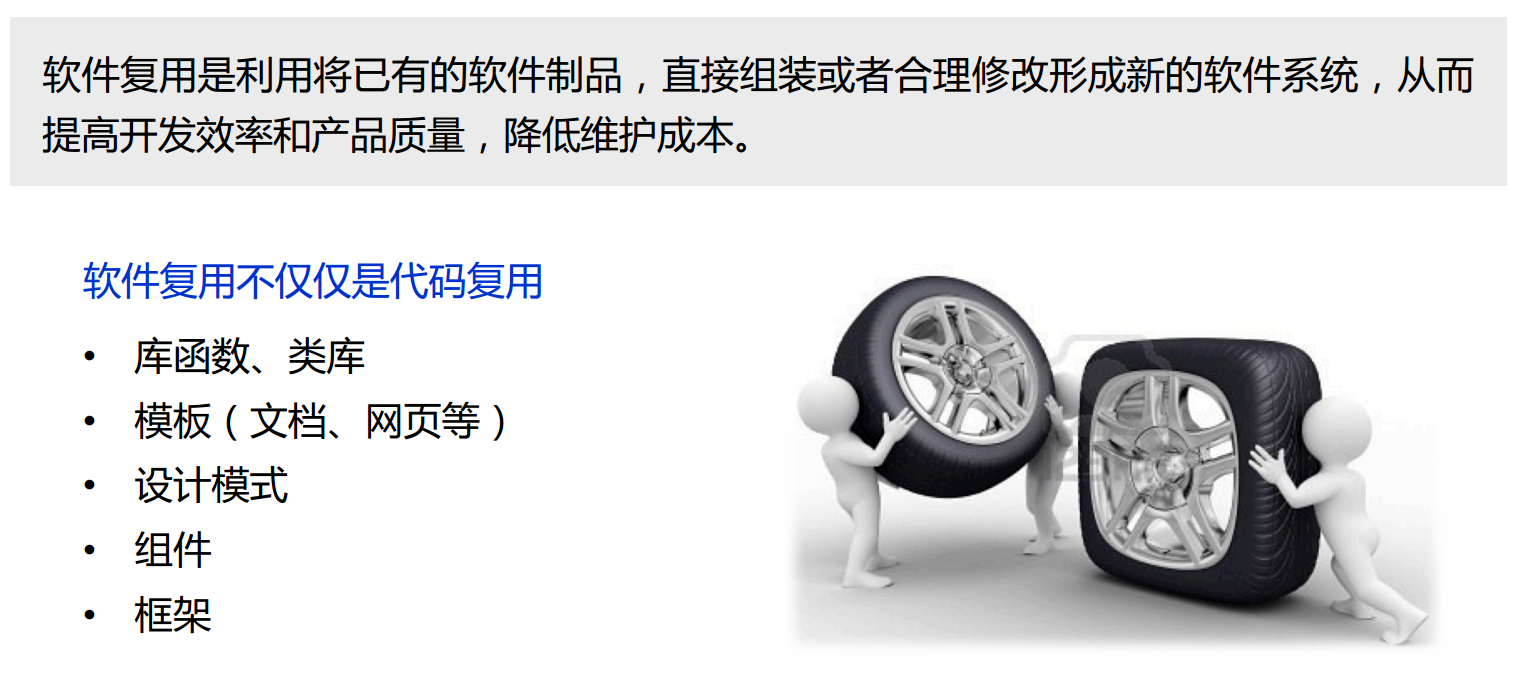 软件复用是利用将已有的软件制品，直接组装或者合理修改形成新的软件系统，从而
提高开发效率和产品质量，降低维护成本。
软件复用不仅仅是代码复用
• 库函数、类库
• 模板（文档、网页等）
• 设计模式
• 组件
• 框架